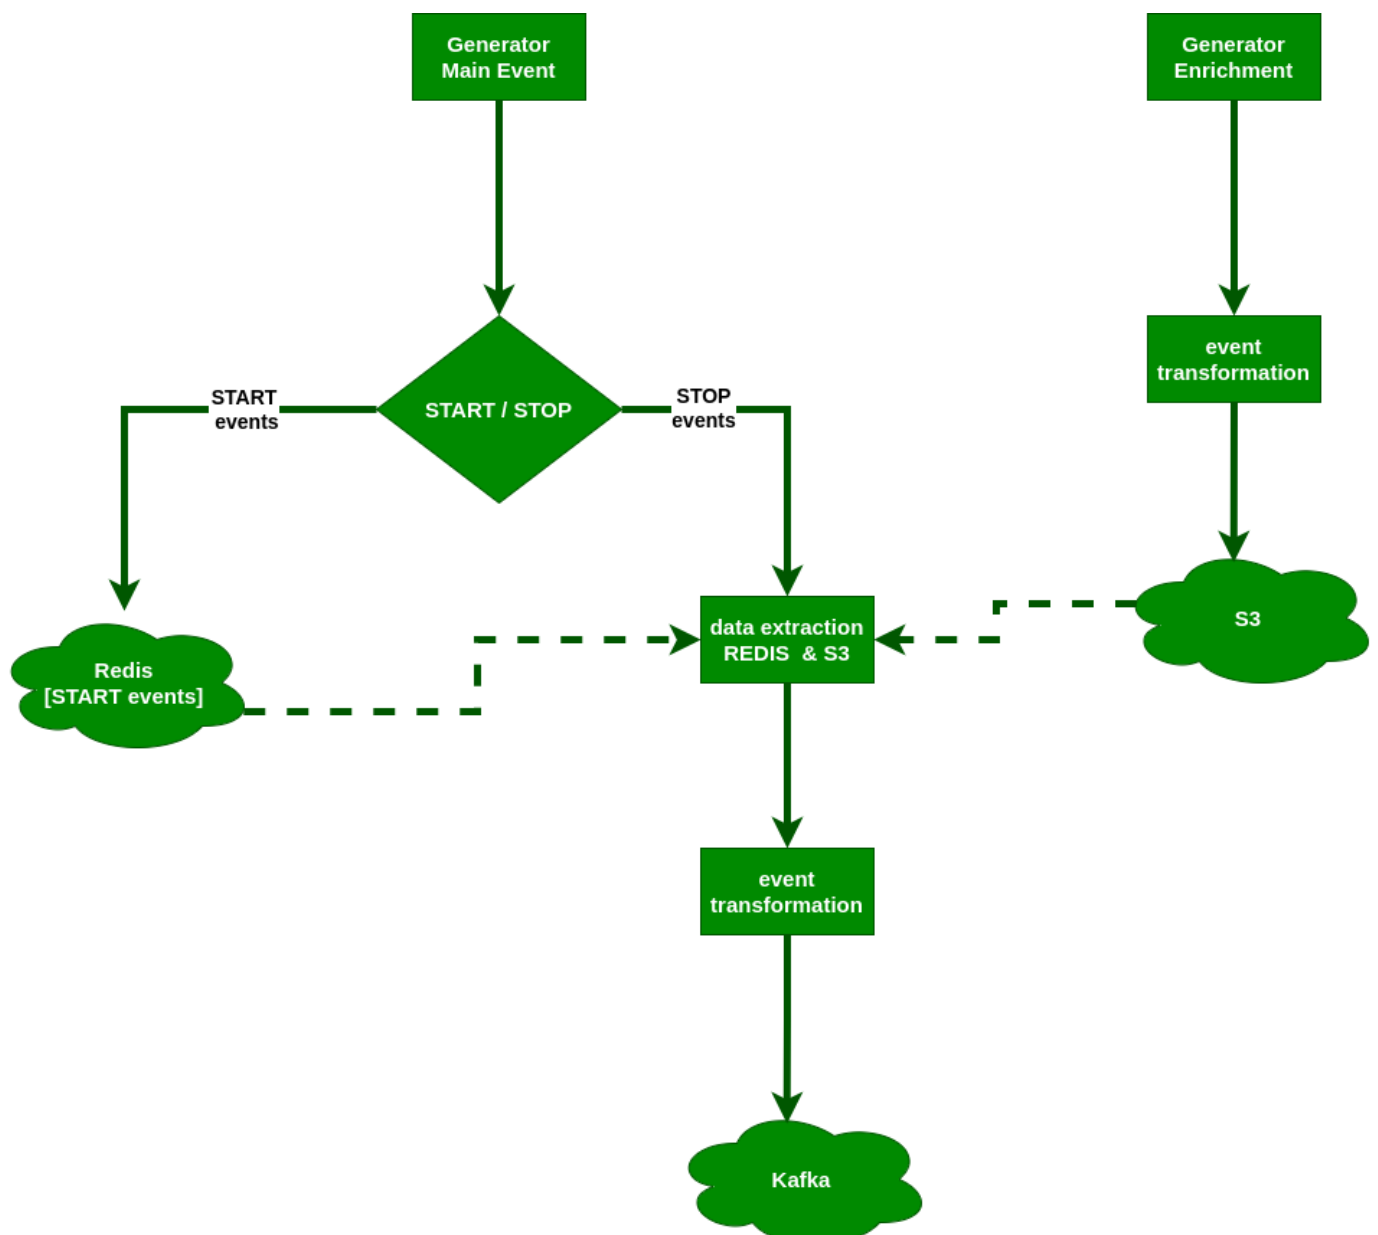 Generator
Main Event
Generator
Enrichment
event
transformation
START
events
START / STOP
STOP
events
S3
data extraction
REDIS  & S3
Redis
[START events]
event
transformation
Kafka